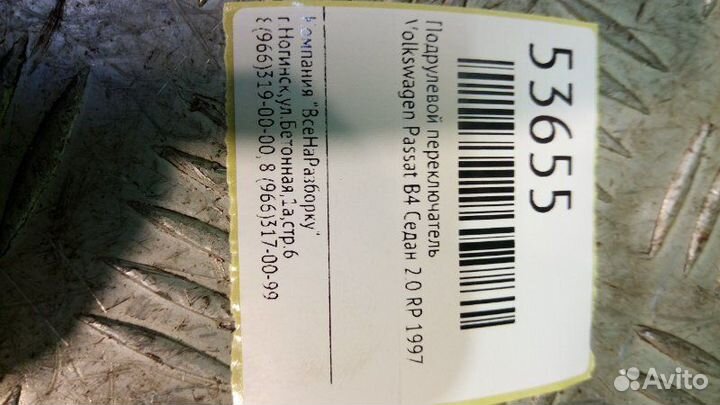 53655
Подрулевой переключатель
Volkswagen Passat B4 Седан 2.0 RP 1997
Компания "ВсеНаРазборку"
г.Ногинск,ул.Бетонная,1а,стр.6
8(966)319-00-00, 8 (966)317-00-99
Avito